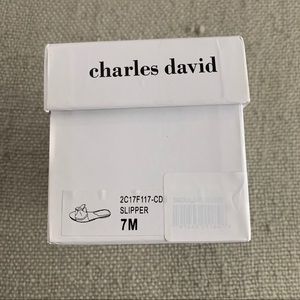 charles david
2C17F117-CD
SLIPPER
7M